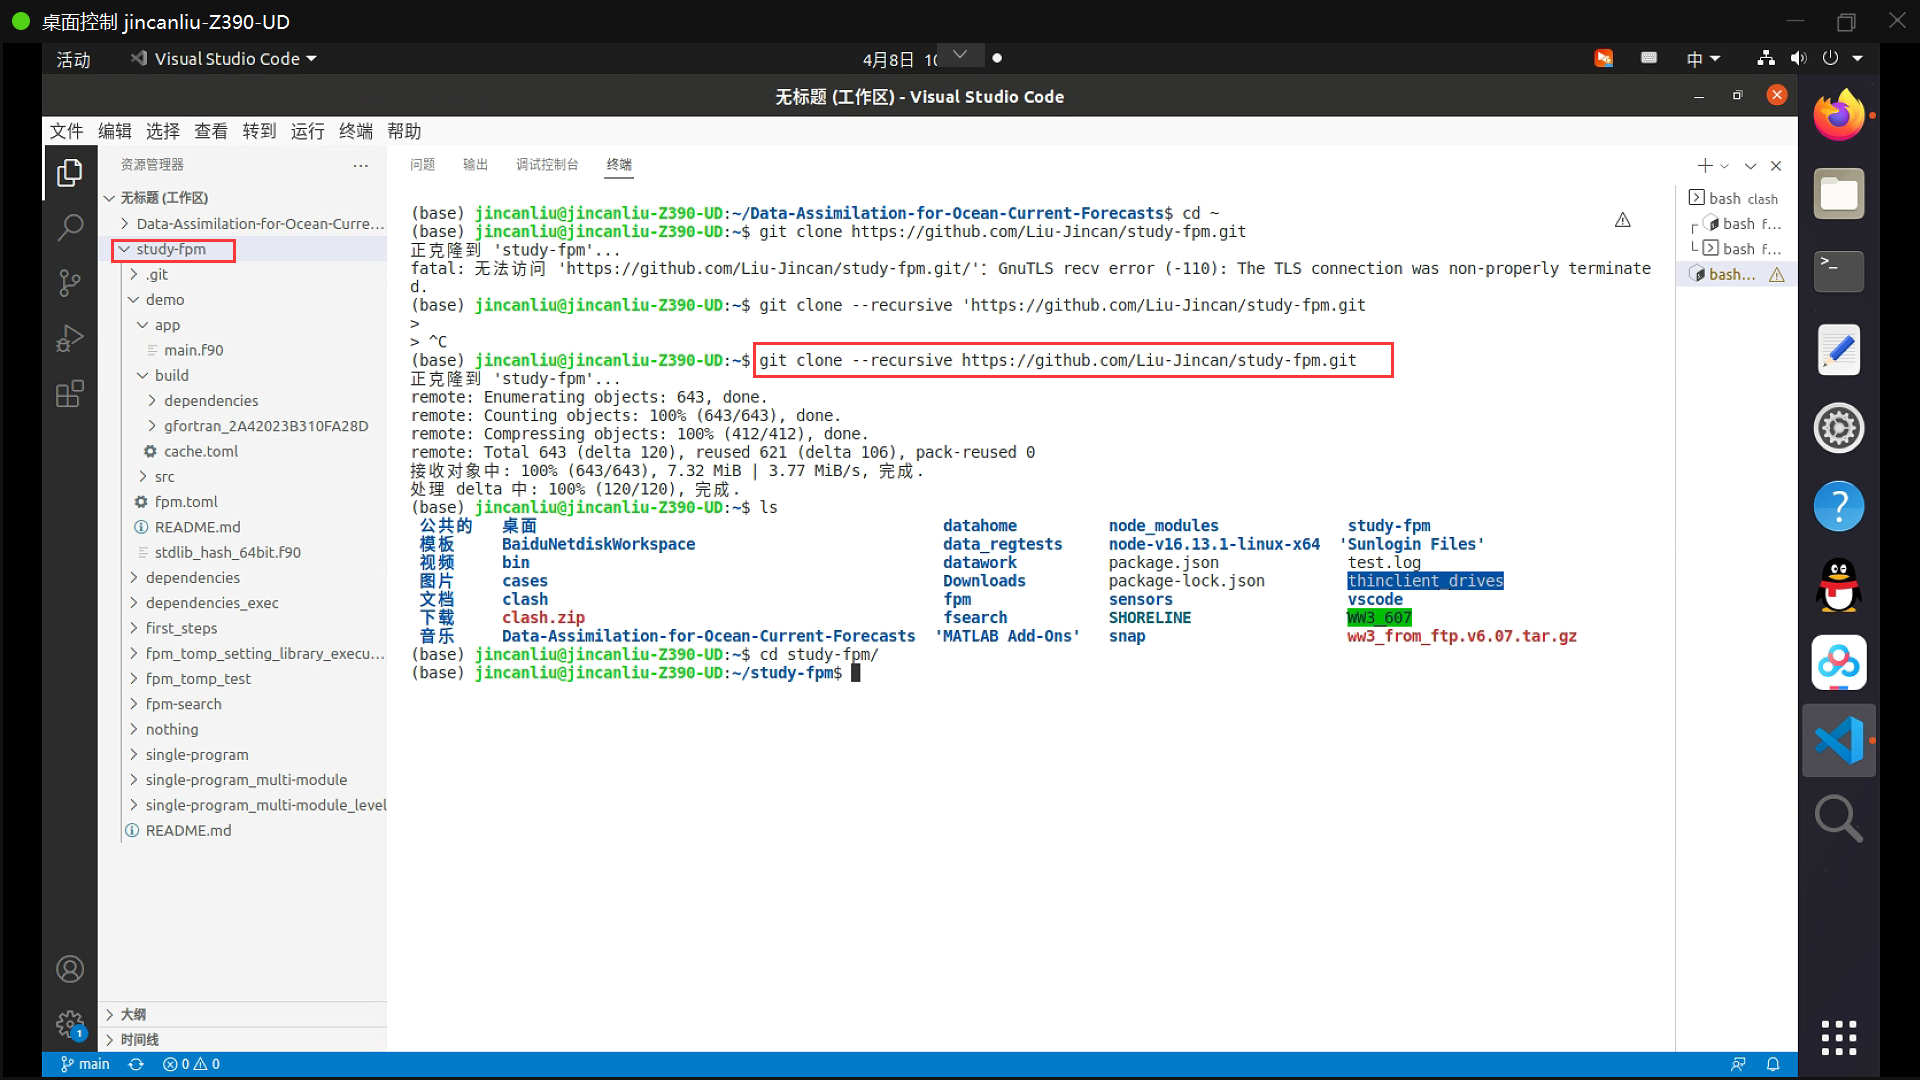 桌面控制 jincanliu-Z390-UD
活动
Visual Studio Code
4月8日
中
无标题 (工作区) - Visual Studio Code
文件 编辑 选择 查看 转到 运行 终端 帮助
资源管理器
无标题 (工作区)
Data-Assimilation-for-Ocean-Curre...
study-fpm
.git
demo
app
main.f90
build
dependencies
gfortran_2A42023B310FA28D
cache.toml
src
fpm.toml
README.md
stdlib_hash_64bit.f90
dependencies
dependencies_exec
first_steps
fpm_tomp_setting_library_execu...
fpm_tomp_test
fpm-search
nothing
single-program
single-program_multi-module
single-program_multi-module_level
README.md
大纲
时间线
问题 输出 调试控制台 终端
(base) jincanliu@jincanliu-Z390-UD:~/Data-Assimilation-for-Ocean-Current-Forecasts$ cd ~
(base) jincanliu@jincanliu-Z390-UD:~$ git clone https://github.com/Liu-Jincan/study-fpm.git
正克隆到 'study-fpm'...
fatal: 无法访问 'https://github.com/Liu-Jincan/study-fpm.git/'：GnuTLS recv error (-110): The TLS connection was non-properly terminate
d.
(base) jincanliu@jincanliu-Z390-UD:~$ git clone --recursive 'https://github.com/Liu-Jincan/study-fpm.git
>
> ^C
(base) jincanliu@jincanliu-Z390-UD:~$ git clone --recursive https://github.com/Liu-Jincan/study-fpm.git
正克隆到 'study-fpm'...
remote: Enumerating objects: 643, done.
remote: Counting objects: 100% (643/643), done.
remote: Compressing objects: 100% (412/412), done.
remote: Total 643 (delta 120), reused 621 (delta 106), pack-reused 0
接收对象中: 100% (643/643), 7.32 MiB | 3.77 MiB/s, 完成.
处理 delta 中: 100% (120/120), 完成.
(base) jincanliu@jincanliu-Z390-UD:~$ ls
公共的 桌面 datahome node_modules study-fpm
模板 BaiduNetdiskWorkspace data_regtests node-v16.13.1-linux-x64 'Sunlogin Files'
视频 bin datawork package.json test.log
图片 cases Downloads package-lock.json thinclient_drives
文档 clash fpm sensors vscode
下载 clash.zip fsearch SHORELINE WW3_607
音乐 Data-Assimilation-for-Ocean-Current-Forecasts 'MATLAB Add-Ons' snap ww3_from_ftp.v6.07.tar.gz
(base) jincanliu@jincanliu-Z390-UD:~$ cd study-fpm/
(base) jincanliu@jincanliu-Z390-UD:~/study-fpm$
bash clash
bash f...
bash f...
bash...
1
main
0 0